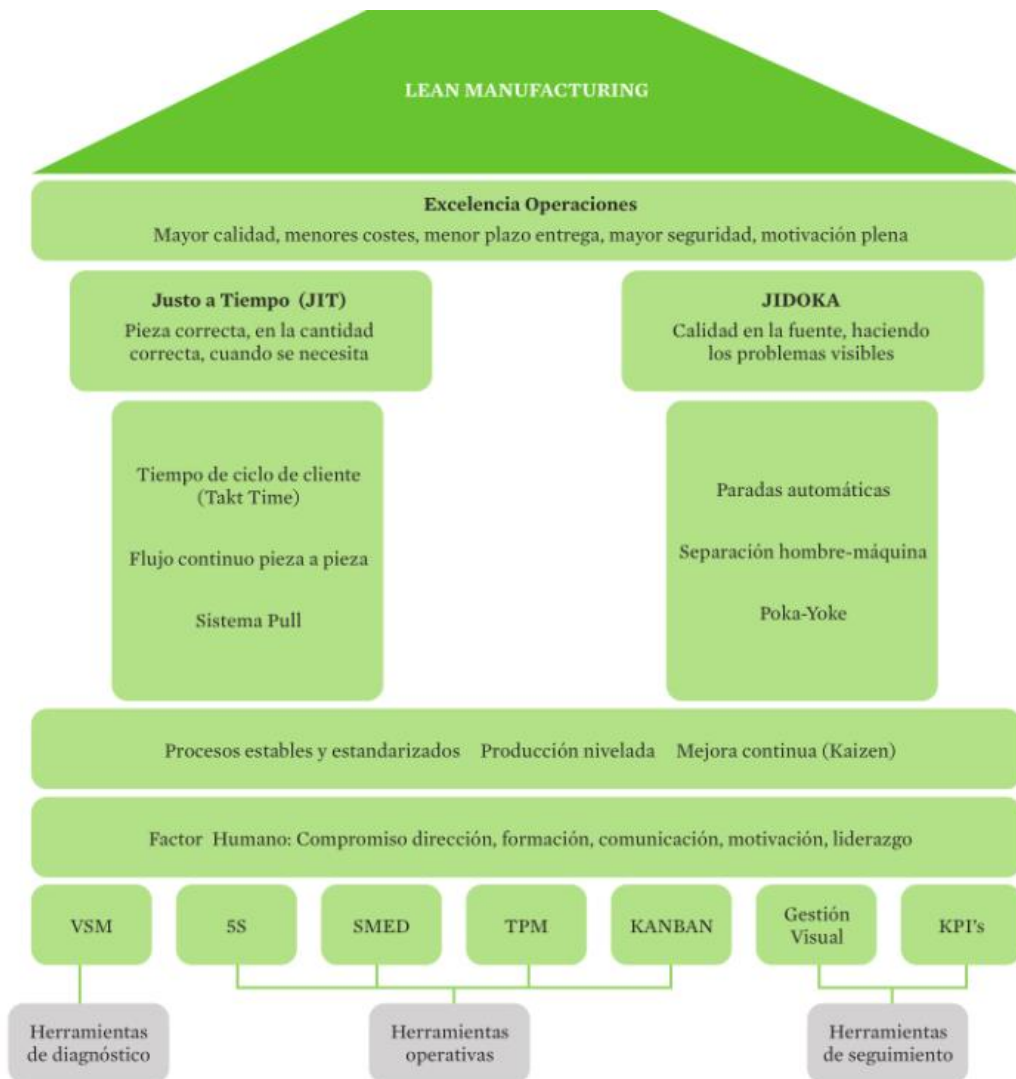 LEAN MANUFACTURING
Excelencia Operaciones
Mayor calidad, menores costes, menor plazo entrega, mayor seguridad, motivación plena
Justo a Tiempo (JIT)
Pieza correcta, en la cantidad
correcta, cuando se necesita
JIDOKA
Calidad en la fuente, haciendo
los problemas visibles
Tiempo de ciclo de cliente
(Takt Time)
Flujo continuo pieza a pieza
Sistema Pull
Paradas automáticas
Separación hombre-máquina
Poka-Yoke
Procesos estables y estandarizados Producción nivelada Mejora continua (Kaizen)
Factor Humano: Compromiso dirección, formación, comunicación, motivación, liderazgo
VSM
5S
SMED
TPM
KANBAN
Gestión
Visual
KPI's
Herramientas
de diagnóstico
Herramientas
operativas
Herramientas
de seguimiento